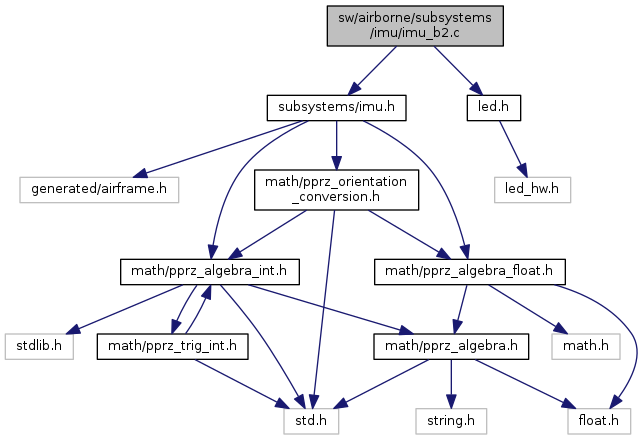 sw/airborne/subsystems
/imu/imu_b2.c
subsystems/imu.h
led.h
generated/airframe.h
math/pprz_orientation
_conversion.h
led_hw.h
math/pprz_algebra_int.h
math/pprz_algebra_float.h
stdlib.h
math/pprz_trig_int.h
math/pprz_algebra.h
math.h
std.h
string.h
float.h